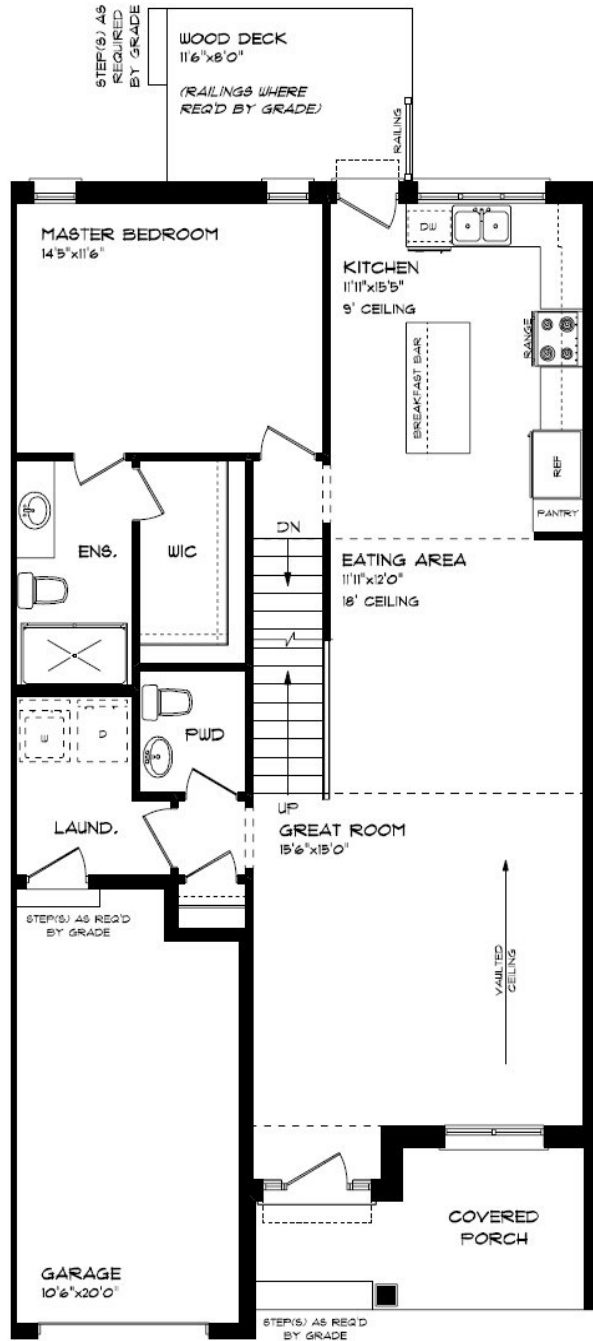 STEP(S) AS
REQUIRED
BY GRADE
WOOD DECK
11'6"x8'0"
(RAILINGS WHERE
REQ'D BY GRADE)
RAILING
MASTER BEDROOM
14'5"x11'6"
DW
KITCHEN
11'11"x15'5"
9' CEILING
RANGE
BREAKFAST BAR
REF
PANTRY
ENS.
WIC
DN
EATING AREA
11'11"x12'0"
18' CEILING
W
D
PWD
LAUND.
UP
GREAT ROOM
15'6"x15'0"
STEP(S) AS REQ'D
BY GRADE
VAULTED
CEILING
COVERED
PORCH
GARAGE
10'6"x20'0"
STEP(S) AS REQ'D
BY GRADE